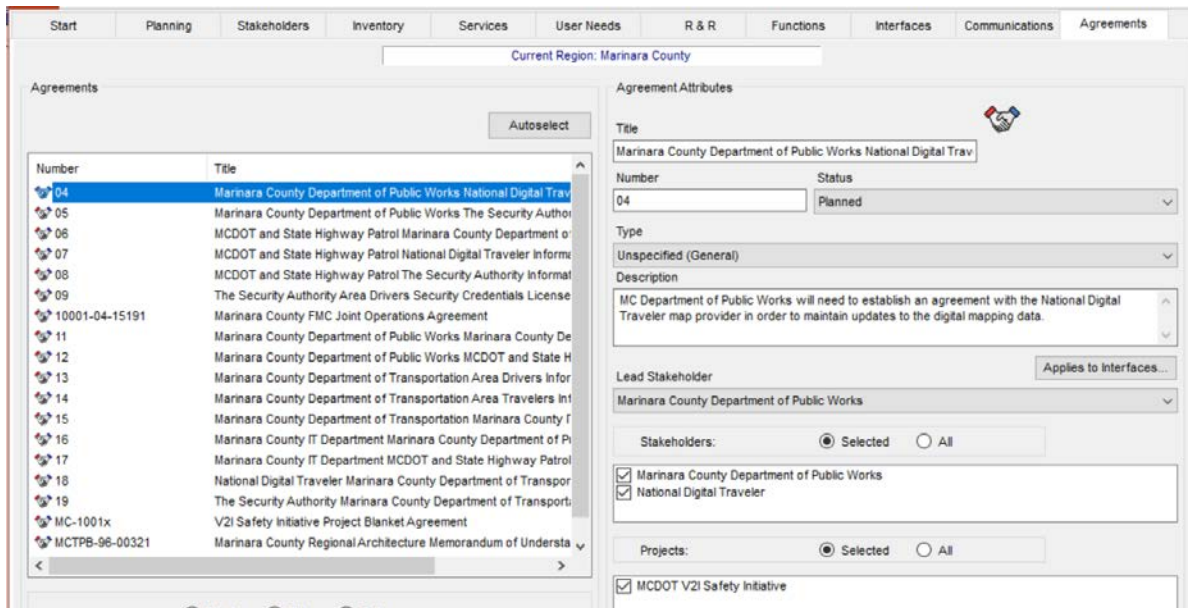 Start Planning Stakeholders Inventory Services User Needs R & R Functions Interfaces Communications Agreements
Current Region: Marinara County
Agreements
Autoselect
Number Title
04 Marinara County Department of Public Works National Digital Trav
05 Marinara County Department of Public Works The Security Author
06 MCDOT and State Highway Patrol Marinara County Department o
07 MCDOT and State Highway Patrol National Digital Traveler Informa
08 MCDOT and State Highway Patrol The Security Authority Informat
09 The Security Authority Area Drivers Security Credentials License
10001-04-15191 Marinara County FMC Joint Operations Agreement
11 Marinara County Department of Public Works Marinara County De
12 Marinara County Department of Public Works MCDOT and State H
13 Marinara County Department of Transportation Area Drivers Infor
14 Marinara County Department of Transportation Area Travelers Inf
15 Marinara County Department of Transportation Marinara County I
16 Marinara County IT Department Marinara County Department of P
17 Marinara County IT Department MCDOT and State Highway Patrol
18 National Digital Traveler Marinara County Department of Transpor
19 The Security Authority Marinara County Department of Transport
MC-1001x V2I Safety Initiative Project Blanket Agreement
MCTPB-96-00321 Marinara County Regional Architecture Memorandum of Understa
Agreement Attributes
Title
Marinara County Department of Public Works National Digital Trav
Number Status
04 Planned
Type
Unspecified (General)
Description
MC Department of Public Works will need to establish an agreement with the National Digital
Traveler map provider in order to maintain updates to the digital mapping data.
Applies to Interfaces...
Lead Stakeholder
Marinara County Department of Public Works
Stakeholders: Selected All
Marinara County Department of Public Works
National Digital Traveler
Projects: Selected All
MCDOT V2I Safety Initiative